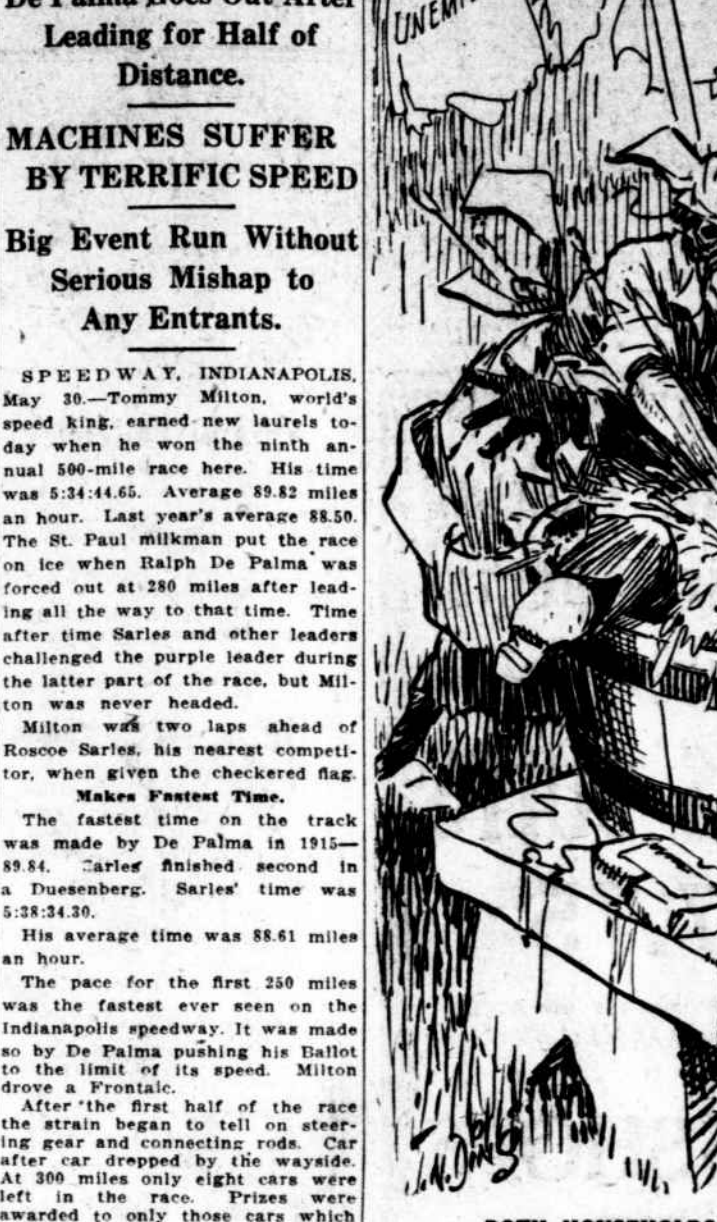 De Palma Goes Out After
Leading for Half of
Distance.
MACHINES SUFFER
BY TERRIFIC SPEED
Big Event Run Without
Serious Mishap to
Any Entrants.
SPEEDWAY, INDIANAPOLIS,
May 30.—Tommy Milton, world's
speed king, earned new laurels to-
day when he won the ninth an-
nual 500-mile race here. His time
was 5:34:44.65. Average 89.82 miles
an hour. Last year's average 88.50.
The St. Paul milkman put the race
on ice when Ralph De Palma was
forced out at 280 miles after lead-
ing all the way to that time. Time
after time Sarles and other leaders
challenged the purple leader during
the latter part of the race, but Mil-
ton was never headed.
Milton was two laps ahead of
Roscoe Sarles, his nearest competi-
tor, when given the checkered flag.
Makes Fastest Time.
The fastest time on the track
was made by De Palma in 1915—
89.84. Sarles finished second in
a Duesenberg. Sarles' time was
5:38:34.30.
His average time was 88.61 miles
an hour.
The pace for the first 250 miles
was the fastest ever seen on the
Indianapolis speedway. It was made
so by De Palma pushing his Ballot
to the limit of its speed. Milton
drove a Frontaic.
After the first half of the race
the strain began to tell on steer-
ing gear and connecting rods. Car
after car dropped by the wayside.
At 300 miles only eight cars were
left in the race. Prizes were
awarded to only those cars which
UNEM